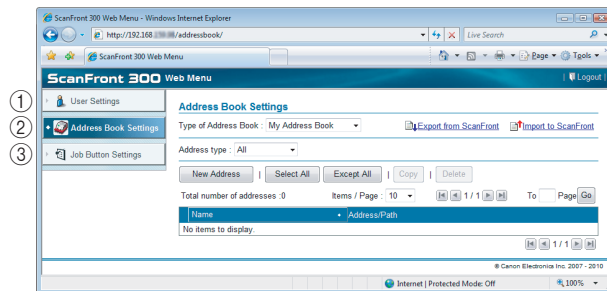 ScanFront 300 Web Menu - Windows Internet Explorer
http://192.168. /addressbook/
Live Search
ScanFront 300 Web Menu
Page
Tools
ScanFront 300 Web Menu
Logout
① User Settings
② Address Book Settings
③ Job Button Settings
Address Book Settings
Type of Address Book : My Address Book
Export from ScanFront
Import to ScanFront
Address type : All
New Address | Select All Except All | Copy | Delete
Total number of addresses :0 Items / Page : 10 1 / 1 To Page Go
Name Address/Path
No items to display.
1 / 1
© Canon Electronics Inc. 2007 - 2010
Internet | Protected Mode: Off 100%